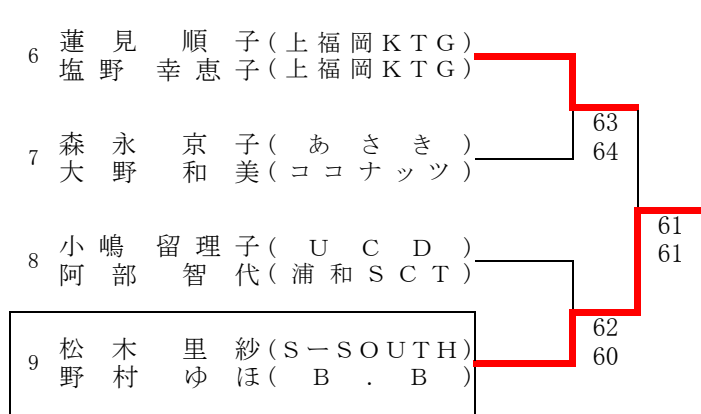 6 蓮見 順子(上福岡KTG)
塩野 幸恵子(上福岡KTG)
63
64
7 森永 京子(あさき)
大野 和美(ココナッツ)
61
61
8 小嶋 留理子(UCD)
阿部 智代(浦和SCT)
62
60
9 松木 里紗(S－SOUTH)
野村 ゆほ(B.B)